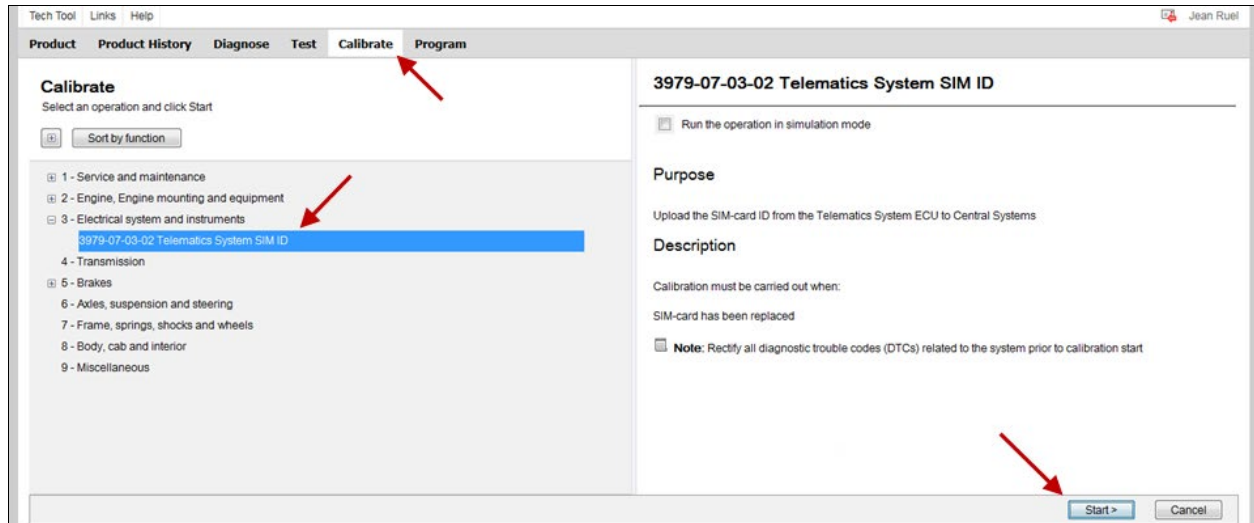 Tech Tool Links Help Jean Ruel
Product Product History Diagnose Test Calibrate Program
Calibrate
Select an operation and click Start
Sort by function
1 - Service and maintenance
2 - Engine, Engine mounting and equipment
3 - Electrical system and instruments
3979-07-03-02 Telematics System SIM ID
4 - Transmission
5 - Brakes
6 - Axles, suspension and steering
7 - Frame, springs, shocks and wheels
8 - Body, cab and interior
9 - Miscellaneous
3979-07-03-02 Telematics System SIM ID
Run the operation in simulation mode
Purpose
Upload the SIM-card ID from the Telematics System ECU to Central Systems
Description
Calibration must be carried out when:
SIM-card has been replaced
Note: Rectify all diagnostic trouble codes (DTCs) related to the system prior to calibration start
Start > Cancel